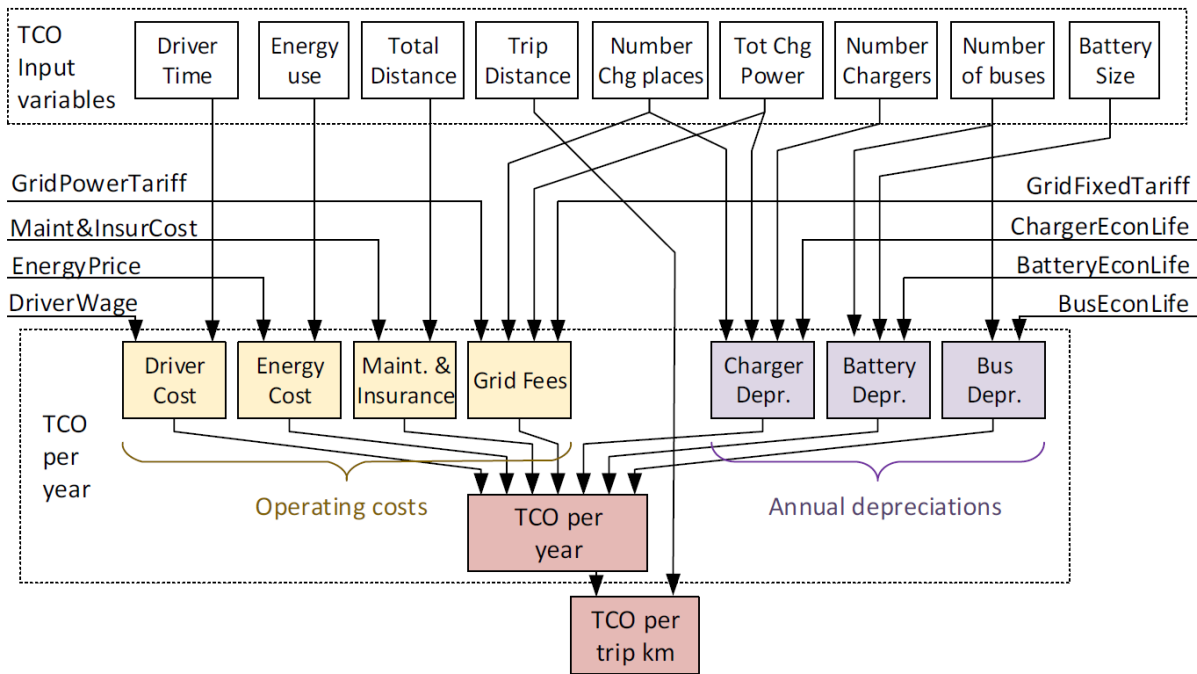 TCO
Input
variables
Driver
Time
Energy
use
Total
Distance
Trip
Distance
Number
Chg places
Tot Chg
Power
Number
Chargers
Number
of buses
Battery
Size
GridPowerTariff
GridFixedTariff
Maint&InsurCost
ChargerEconLife
EnergyPrice
BatteryEconLife
DriverWage
BusEconLife
TCO
per
year
Driver
Cost
Energy
Cost
Maint. &
Insurance
Grid Fees
Charger
Depr.
Battery
Depr.
Bus
Depr.
Operating costs
Annual depreciations
TCO per
year
TCO per
trip km